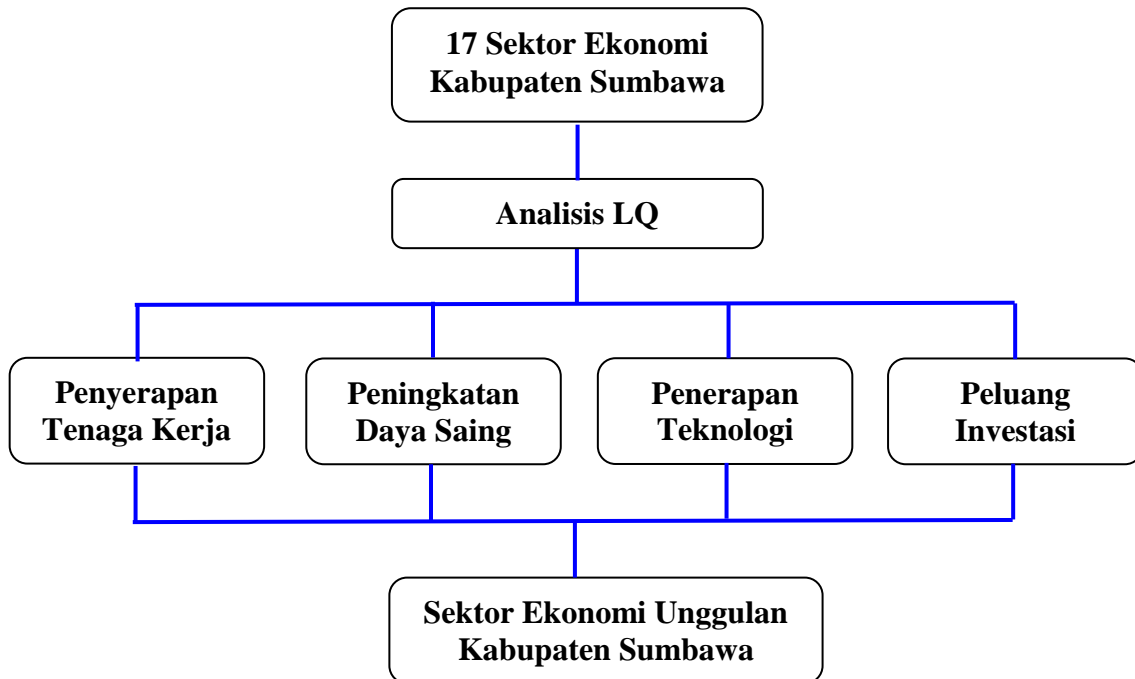 17 Sektor Ekonomi
Kabupaten Sumbawa
Analisis LQ
Penyerapan
Tenaga Kerja
Peningkatan
Daya Saing
Penerapan
Teknologi
Peluang
Investasi
Sektor Ekonomi Unggulan
Kabupaten Sumbawa